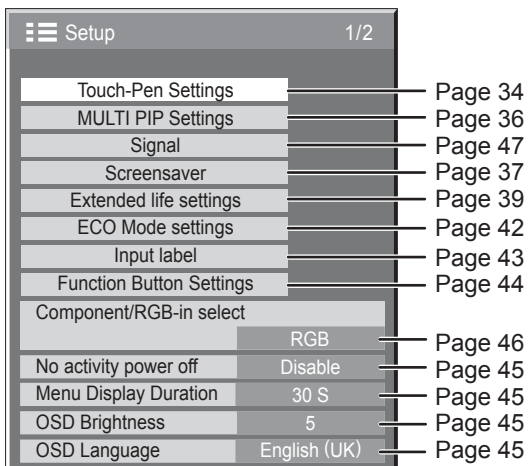 Setup 1/2
Touch-Pen Settings Page 34
MULTI PIP Settings Page 36
Signal Page 47
Screensaver Page 37
Extended life settings Page 39
ECO Mode settings Page 42
Input label Page 43
Function Button Settings Page 44
Component/RGB-in select
RGB Page 46
No activity power off Disable Page 45
Menu Display Duration 30 S Page 45
OSD Brightness 5 Page 45
OSD Language English (UK) Page 45